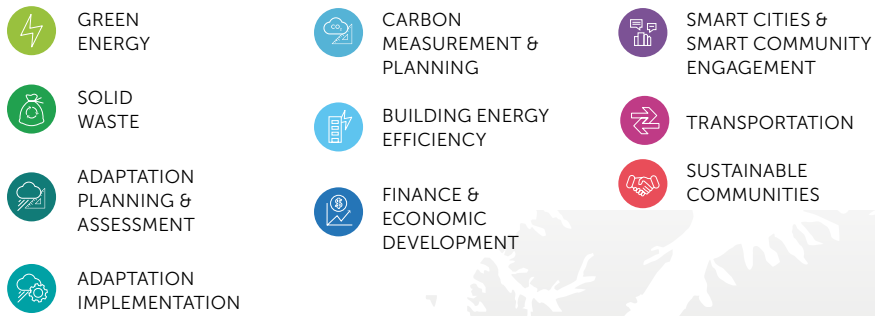 GREEN
ENERGY
SOLID
WASTE
ADAPTATION
PLANNING &
ASSESSMENT
ADAPTATION
IMPLEMENTATION
CO₂
CARBON
MEASUREMENT &
PLANNING
BUILDING ENERGY
EFFICIENCY
$
FINANCE &
ECONOMIC
DEVELOPMENT
SMART CITIES &
SMART COMMUNITY
ENGAGEMENT
TRANSPORTATION
SUSTAINABLE
COMMUNITIES